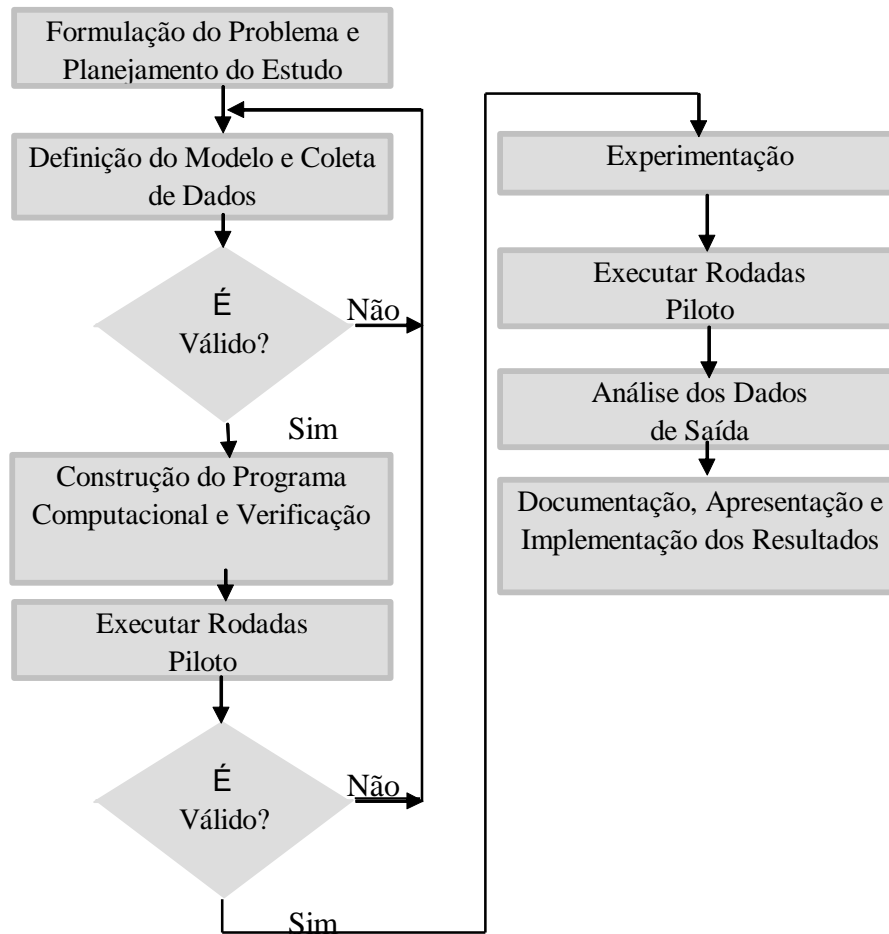 Formulação do Problema e
Planejamento do Estudo
Definição do Modelo e Coleta
de Dados
É
Válido?
Não
Sim
Construção do Programa
Computacional e Verificação
Executar Rodadas
Piloto
É
Válido?
Não
Sim
Experimentação
Executar Rodadas
Piloto
Análise dos Dados
de Saída
Documentação, Apresentação e
Implementação dos Resultados